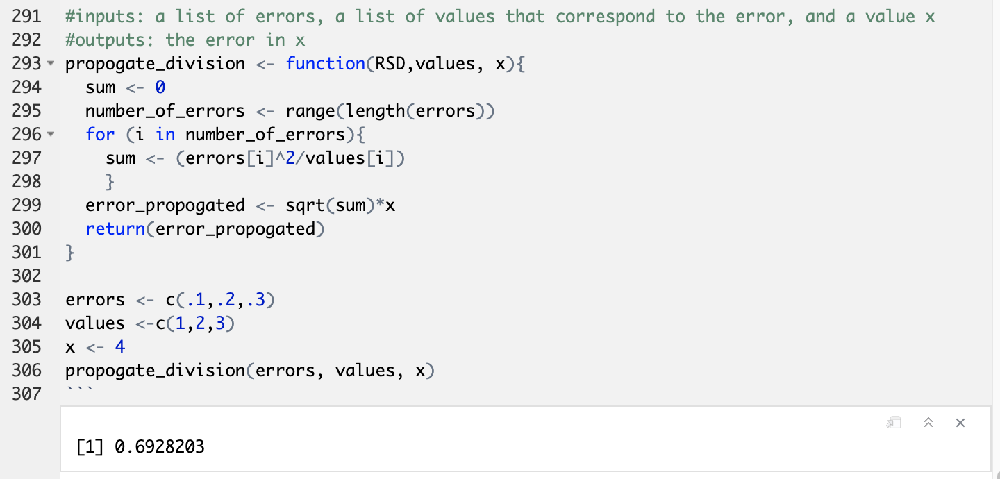 291 #inputs: a list of errors, a list of values that correspond to the error, and a value x
292 #outputs: the error in x
293 propogate_division <- function(RSD,values, x){
294   sum <- 0
295   number_of_errors <- range(length(errors))
296   for (i in number_of_errors){
297     sum <- (errors[i]^2/values[i])
298     }
299   error_propogated <- sqrt(sum)*x
300   return(error_propogated)
301 }
302
303 errors <- c(.1,.2,.3)
304 values <-c(1,2,3)
305 x <- 4
306 propogate_division(errors, values, x)
307 ```
[1] 0.6928203